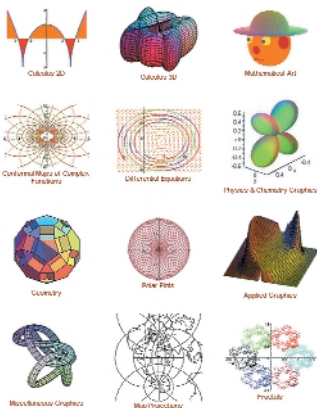 Calculus 2D
Calculus 3D
Mathematical Art
Conformal Maps of Complex
Functions
Differential Equations
Physics & Chemistry Graphics
Geometry
Polar Plots
Applied Graphics
Miscellaneous Graphics
Map Projections
Fractals